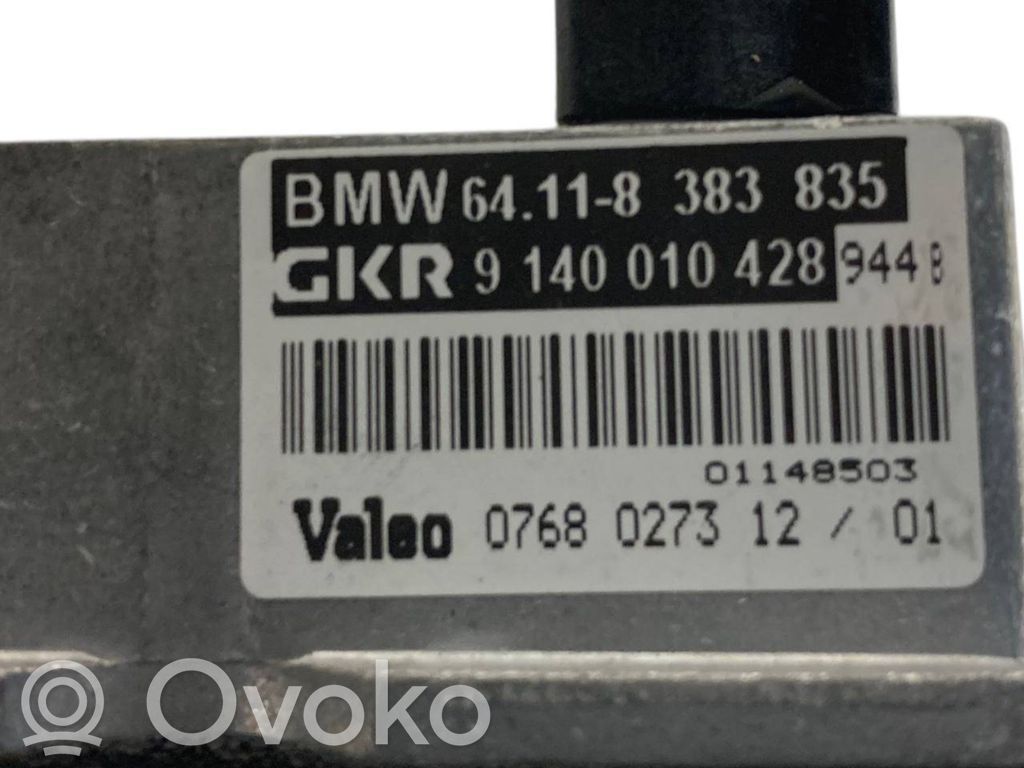 BMW 64.11-8 383 835
GKR 9 140 010 428 944 B
01148503
Valeo 0768 0273 12 / 01
Ovoko